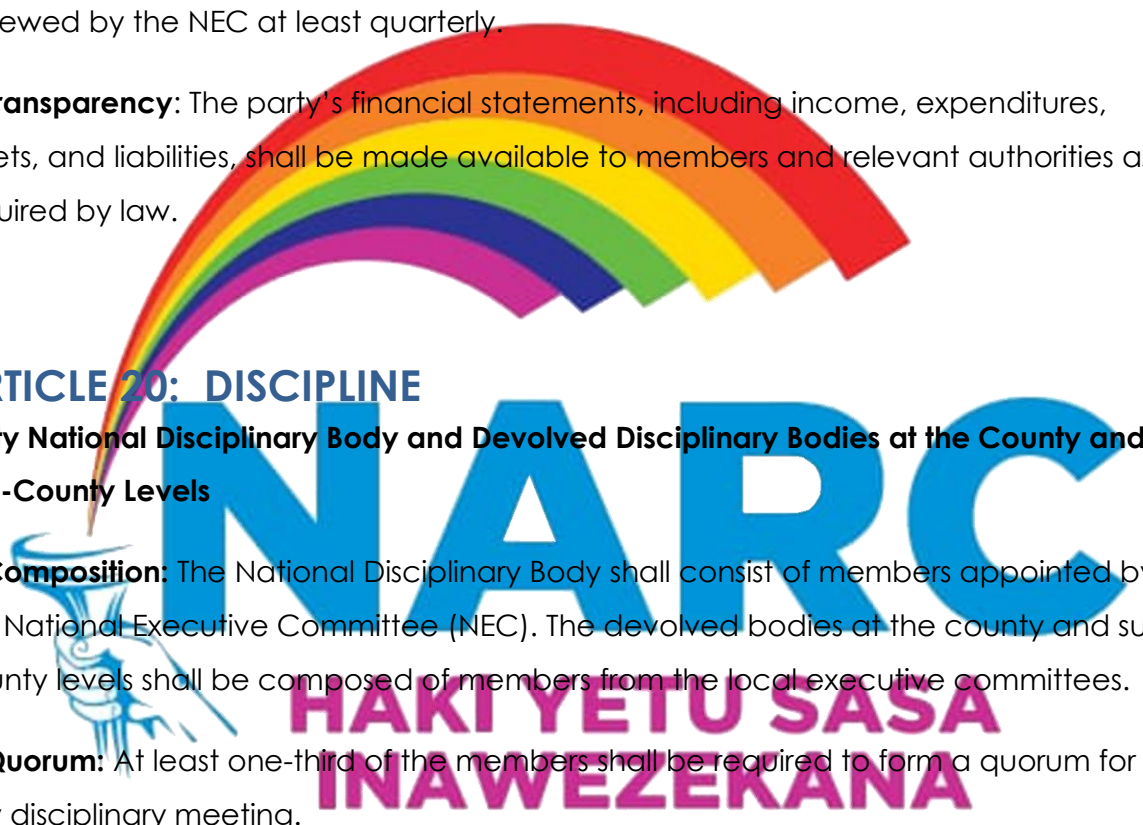 ewed by the NEC at least quarterly.
ransparency: The party's financial statements, including income, expenditures,
ets, and liabilities, shall be made available to members and relevant authorities a
uired by law.
RTICLE 20: DISCIPLINE
ty National Disciplinary Body and Devolved Disciplinary Bodies at the County and
-County Levels
NARC
Composition: The National Disciplinary Body shall consist of members appointed by
National Executive Committee (NEC). The devolved bodies at the county and su
unty levels shall be composed of members from the local executive committees.
HAKI YETU SASA
Quorum: At least one-third of the members shall be required to form a quorum for
INAWEZEKANA
disciplinary meeting.